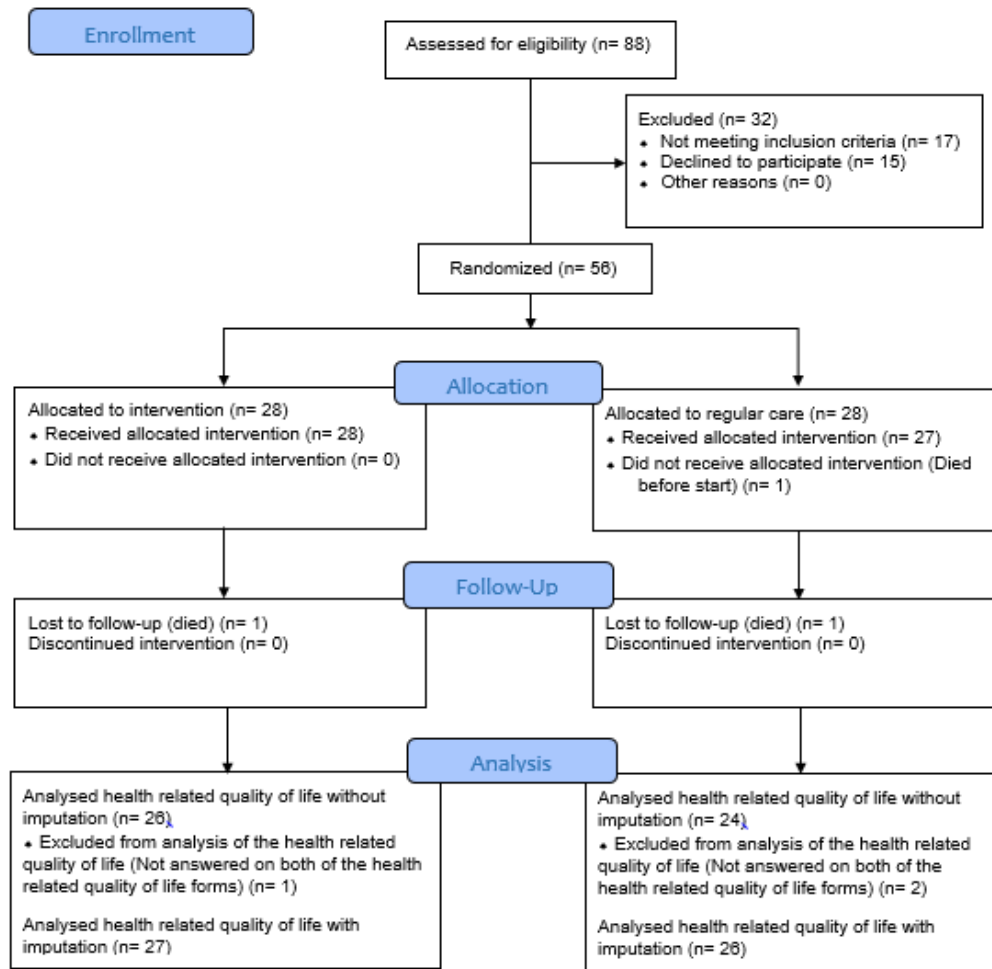 Enrollment
Assessed for eligibility (n= 88)
Excluded (n= 32)
• Not meeting inclusion criteria (n= 17)
• Declined to participate (n= 15)
• Other reasons (n= 0)
Randomized (n= 56)
Allocation
Allocated to intervention (n= 28)
• Received allocated intervention (n= 28)
• Did not receive allocated intervention (n= 0)
Allocated to regular care (n= 28)
• Received allocated intervention (n= 27)
• Did not receive allocated intervention (Died
before start) (n= 1)
Follow-Up
Lost to follow-up (died) (n= 1)
Discontinued intervention (n= 0)
Lost to follow-up (died) (n= 1)
Discontinued intervention (n= 0)
Analysis
Analysed health related quality of life without
imputation (n= 26)
• Excluded from analysis of the health related
quality of life (Not answered on both of the health
related quality of life forms) (n= 1)
Analysed health related quality of life with
imputation (n= 27)
Analysed health related quality of life without
imputation (n= 24)
• Excluded from analysis of the health related
quality of life (Not answered on both of the
health related quality of life forms) (n= 2)
Analysed health related quality of life with
imputation (n= 26)